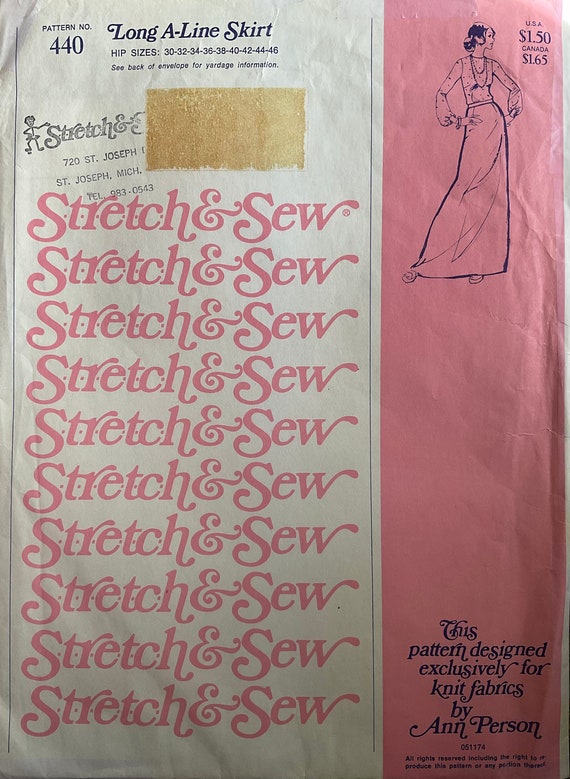 PATTERN NO.
440
Long A-Line Skirt
HIP SIZES: 30-32-34-36-38-40-42-44-46
See back of envelope for yardage information.
U.S.A.
$1.50
CANADA
$1.65
Stretch & S
720 ST. JOSEPH
ST. JOSEPH, MICH.
TEL. 983-0543
Stretch & Sew®
Stretch & Sew
Stretch & Sew
Stretch & Sew
Stretch & Sew
Stretch & Sew
Stretch & Sew
Stretch & Sew
Stretch & Sew
Stretch & Sew
This
pattern designed
exclusively for
knit fabrics
by
Ann Person
051174
All rights reserved including the right to
produce this pattern or any portion thereof